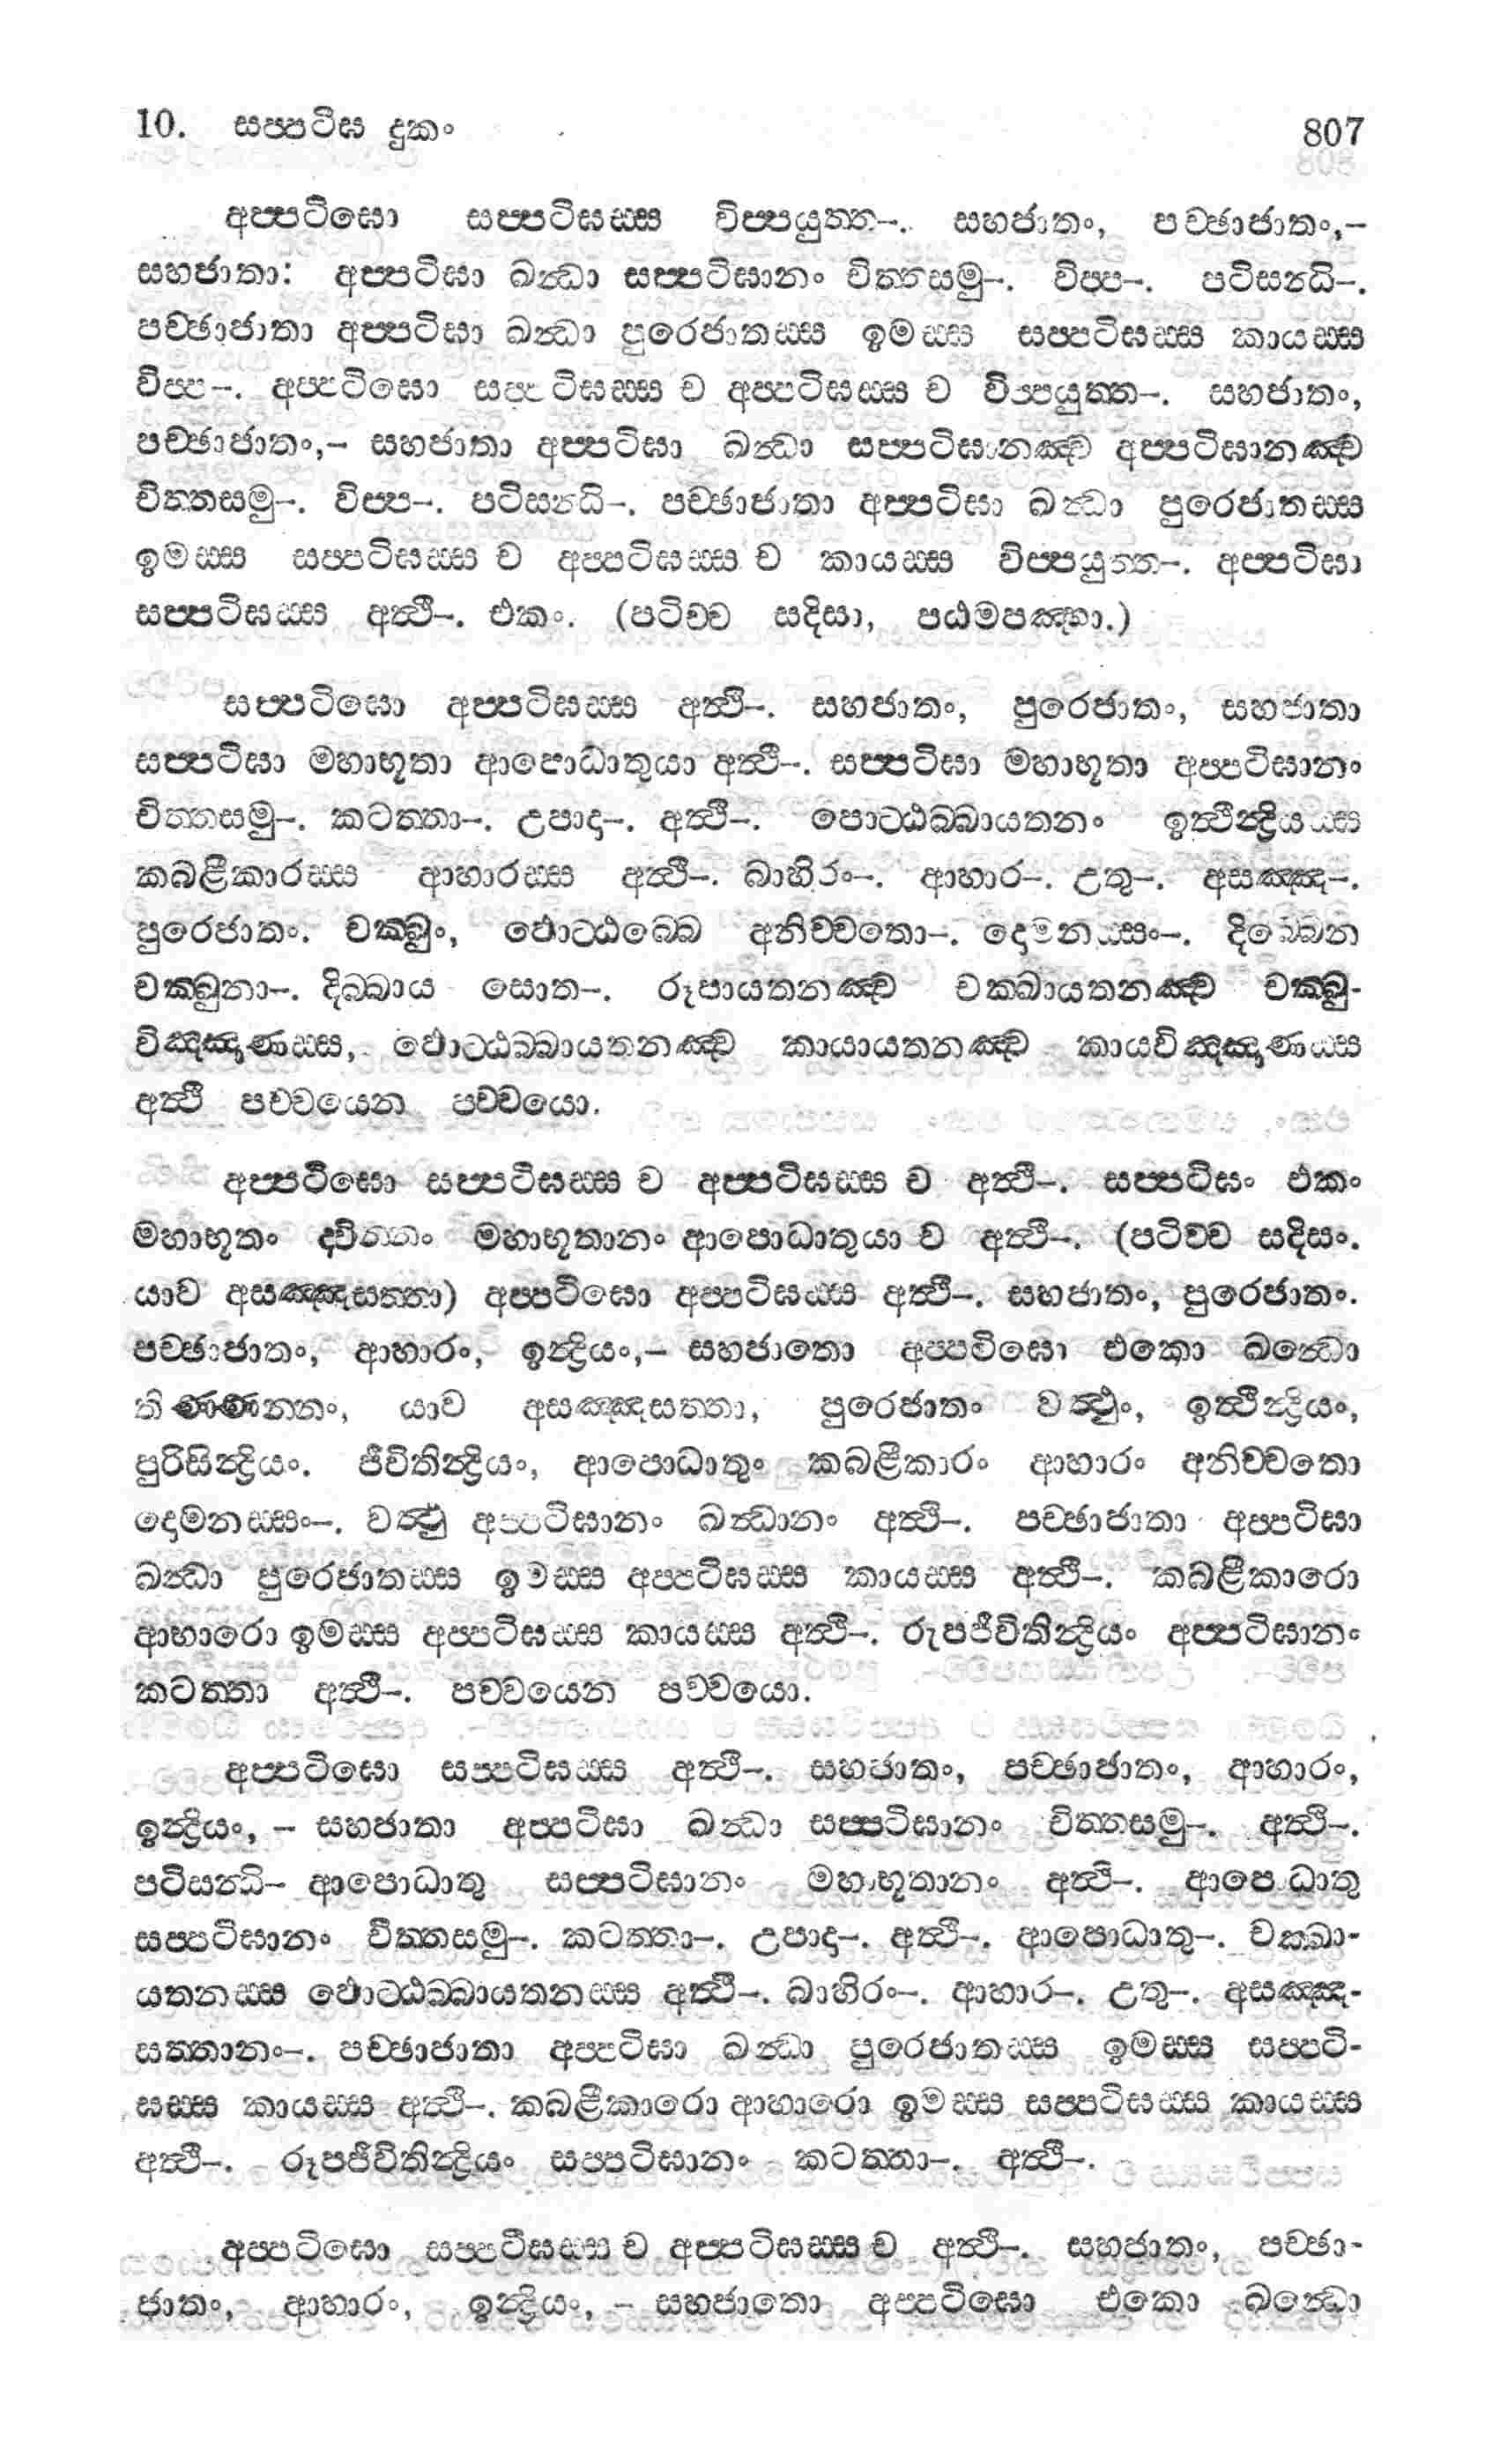 10. සප්පටිඝ දුකං 807
අප්පටිඝො සප්පටිඝස්ස විප්පයුත්ත-. සහජාතං, පච්ඡාජාතං,-
සහජාතා: අප්පටිඝා ඛන්ධා සප්පටිඝානං චිත්තසමු-. විප්ප-. පටිසන්ධි-.
පච්ඡාජාතා අප්පටිඝා ඛන්ධා පුරෙජාතස්ස ඉමස්ස සප්පටිඝස්ස කායස්ස
විප්ප-. අප්පටිඝො සප්පටිඝස්ස ච අප්පටිඝස්ස ච විප්පයුත්ත-. සහජාතං,
පච්ඡාජාතං,- සහජාතා අප්පටිඝා ඛන්ධා සප්පටිඝානඤ්ච අප්පටිඝානඤ්ච
චිත්තසමු-. විප්ප-. පටිසන්ධි-. පච්ඡාජාතා අප්පටිඝා ඛන්ධා පුරෙජාතස්ස
ඉමස්ස සප්පටිඝස්ස ච අප්පටිඝස්ස ච කායස්ස විප්පයුත්ත-. අප්පටිඝා
සප්පටිඝස්ස අත්ථි-. එකං. (පටිච්ච සදිසා, පඨමපඤ්හා.)
සප්පටිඝො අප්පටිඝස්ස අත්ථි-. සහජාතං, පුරෙජාතං, සහජාතා
සප්පටිඝා මහාභූතා ආපොධාතුයා අත්ථි-. සප්පටිඝා මහාභූතා අප්පටිඝානං
චිත්තසමු-. කටත්තා-. උපාදා-. අත්ථි-. පොට්ඨබ්බායතනං ඉත්ථින්ද්‍රියස්ස
කබළීකාරස්ස ආහාරස්ස අත්ථි-. බාහිරං-. ආහාර-. උතු-. අසඤ්ඤ-.
පුරෙජාතං. චක්ඛුං, ඵොට්ඨබ්බෙ අනිච්චතො-. දොමනස්සං-. දිබ්බෙන
චක්ඛුනා-. දිබ්බාය සොත-. රූපායතනඤ්ච චක්ඛායතනඤ්ච චක්ඛු-
විඤ්ඤාණස්ස, ඵොට්ඨබ්බායතනඤ්ච කායායතනඤ්ච කායවිඤ්ඤාණස්ස
අත්ථි පච්චයෙන පච්චයො.
අප්පටිඝො සප්පටිඝස්ස ච අප්පටිඝස්ස ච අත්ථි-. සප්පටිඝං එකං
මහාභූතං ද්වින්නං මහාභූතානං ආපොධාතුයා ච අත්ථි-. (පටිච්ච සදිසං.
යාව අසඤ්ඤසත්තා) අප්පටිඝො අප්පටිඝස්ස අත්ථි-. සහජාතං, පුරෙජාතං.
පච්ඡාජාතං, ආහාරං, ඉන්ද්‍රියං,- සහජාතො අප්පටිඝො එකො ඛන්ධො
තිණ්ණන්නං, යාව අසඤ්ඤසත්තා, පුරෙජාතං වත්ථුං, ඉත්ථින්ද්‍රියං,
පුරිසින්ද්‍රියං. ජීවිතින්ද්‍රියං, ආපොධාතුං කබළීකාරං ආහාරං අනිච්චතො
දොමනස්සං-. වත්ථු අප්පටිඝානං ඛන්ධානං අත්ථි-. පච්ඡාජාතා අප්පටිඝා
ඛන්ධා පුරෙජාතස්ස ඉමස්ස අප්පටිඝස්ස කායස්ස අත්ථි-. කබළීකාරො
ආහාරො ඉමස්ස අප්පටිඝස්ස කායස්ස අත්ථි-. රූපජීවිතින්ද්‍රියං අප්පටිඝානං
කටත්තා අත්ථි-. පච්චයෙන පච්චයො.
අප්පටිඝො සප්පටිඝස්ස අත්ථි-. සහජාතං, පච්ඡාජාතං, ආහාරං,
ඉන්ද්‍රියං, - සහජාතා අප්පටිඝා ඛන්ධා සප්පටිඝානං චිත්තසමු-. අත්ථි-.
පටිසන්ධි- ආපොධාතු සප්පටිඝානං මහාභූතානං අත්ථි-. ආපොධාතු
සප්පටිඝානං චිත්තසමු-. කටත්තා-. උපාදා-. අත්ථි-. ආපොධාතු-. චක්ඛා-
යතනස්ස ඵොට්ඨබ්බායතනස්ස අත්ථි-. බාහිරං-. ආහාර-. උතු-. අසඤ්ඤ-
සත්තානං-. පච්ඡාජාතා අප්පටිඝා ඛන්ධා පුරෙජාතස්ස ඉමස්ස සප්පටි-
ඝස්ස කායස්ස අත්ථි-. කබළීකාරො ආහාරො ඉමස්ස සප්පටිඝස්ස කායස්ස
අත්ථි-. රූපජීවිතින්ද්‍රියං සප්පටිඝානං කටත්තා-. අත්ථි-.
අප්පටිඝො සප්පටිඝස්ස ච අප්පටිඝස්ස ච අත්ථි-. සහජාතං, පච්ඡා-
ජාතං, ආහාරං, ඉන්ද්‍රියං, - සහජාතො අප්පටිඝො එකො ඛන්ධො